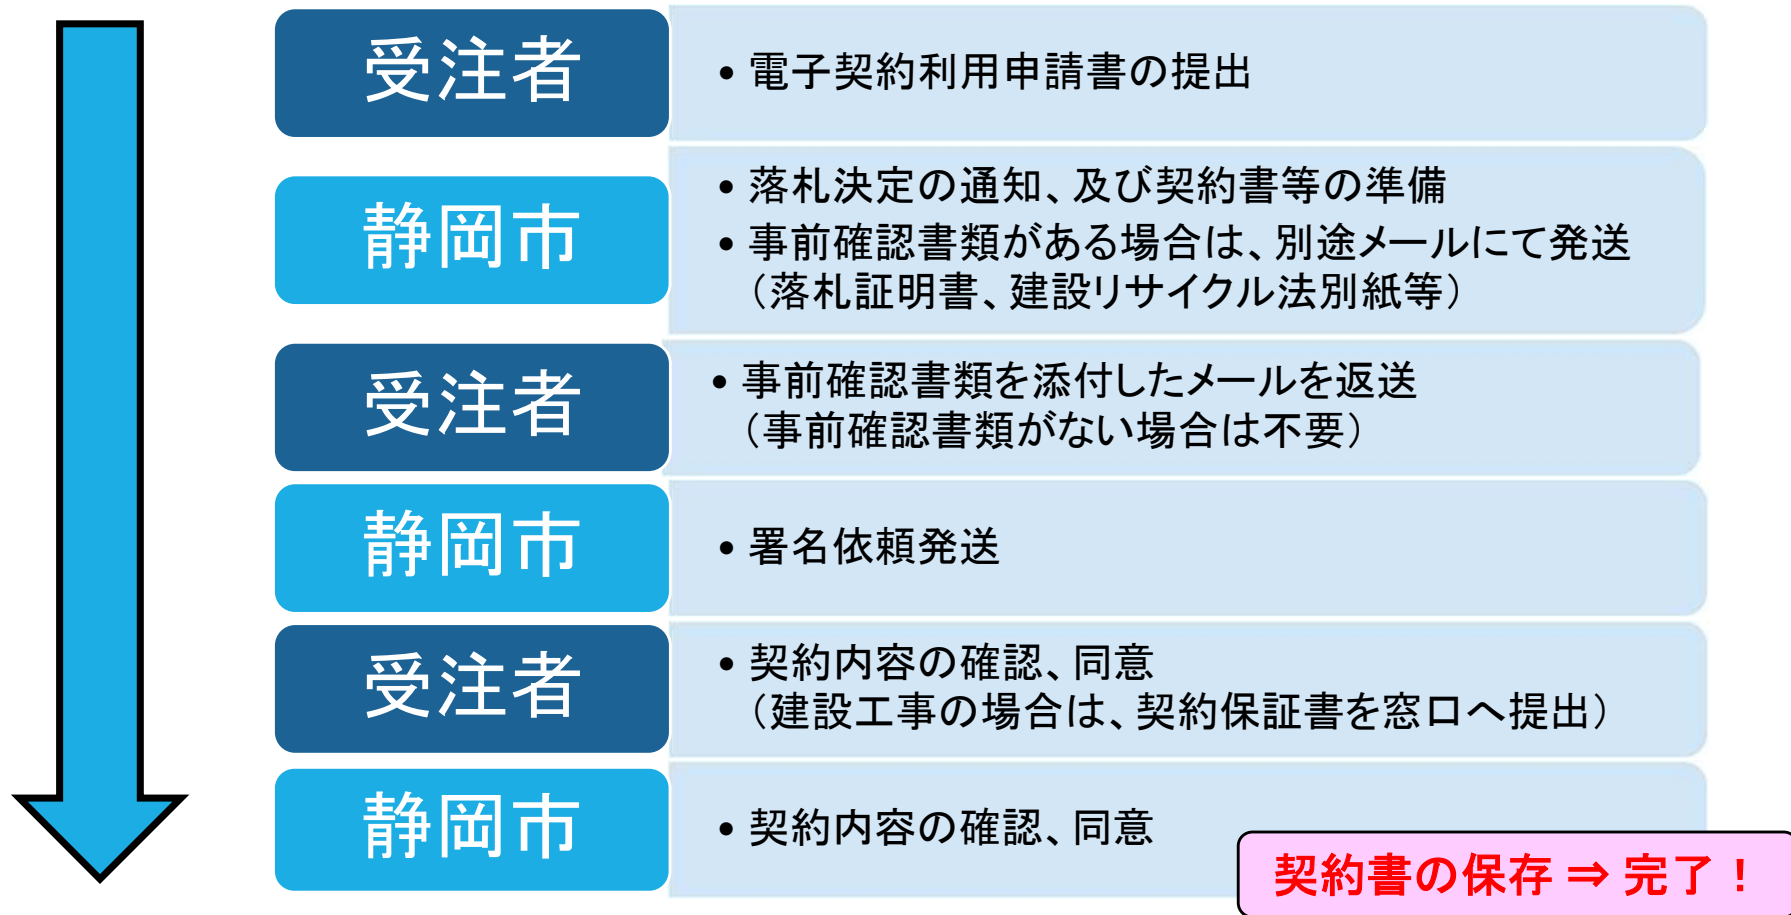 受注者
• 電子契約利用申請書の提出
静岡市
• 落札決定の通知、及び契約書等の準備
• 事前確認書類がある場合は、別途メールにて発送
（落札証明書、建設リサイクル法別紙等）
受注者
• 事前確認書類を添付したメールを返送
（事前確認書類がない場合は不要）
静岡市
• 署名依頼発送
受注者
• 契約内容の確認、同意
（建設工事の場合は、契約保証書を窓口へ提出）
静岡市
• 契約内容の確認、同意
契約書の保存 ⇒ 完了！